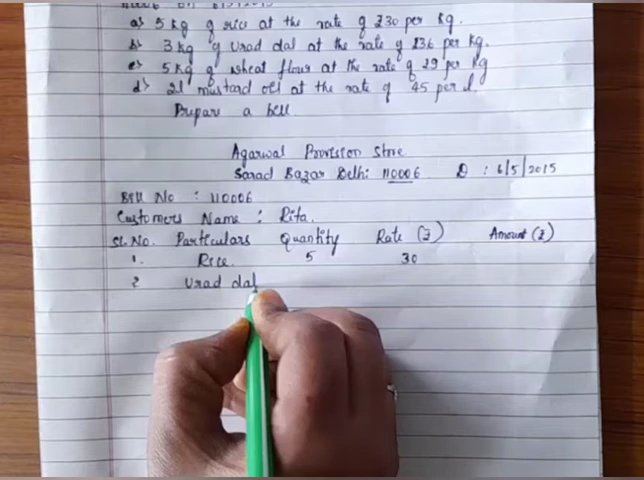 a) 5 kg of rice at the rate of ₹30 per kg.
b) 3 kg of Urad dal at the rate of ₹36 per kg.
c) 5 kg of wheat flour at the rate of 29 per kg
d) 2l mustard oil at the rate of 45 per l.
Prepare a bill
Agarwal Provision Store
Sarad Bazar Delhi 110006 D : 6/5/2015
Bill No : 110006
Customers Name : Rita.
Sl. No. Particulars Quantity Rate (₹) Amount (₹)
1. Rice. 5 30
2 Urad dal